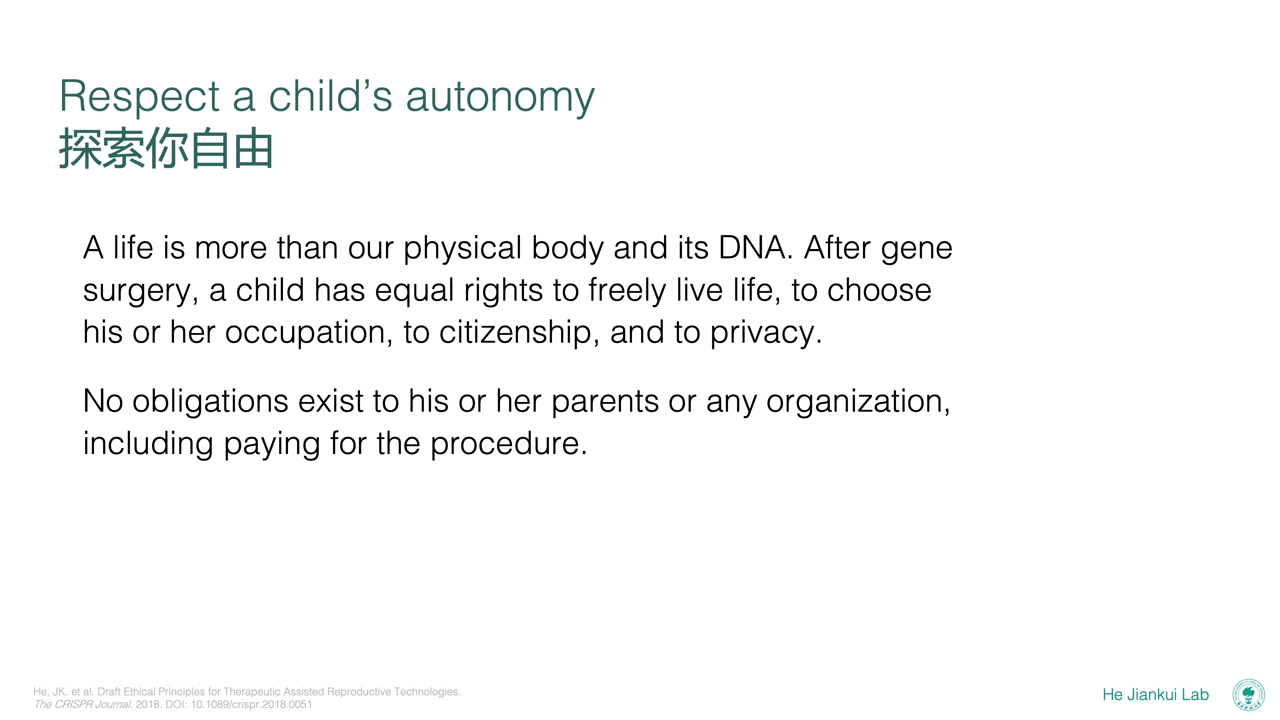 Respect a child’s autonomy
探索你自由
A life is more than our physical body and its DNA. After gene
surgery, a child has equal rights to freely live life, to choose
his or her occupation, to citizenship, and to privacy.
No obligations exist to his or her parents or any organization,
including paying for the procedure.
He, JK. et al. Draft Ethical Principles for Therapeutic Assisted Reproductive Technologies.
The CRISPR Journal. 2018. DOI: 10.1089/crispr.2018.0051
He Jiankui Lab